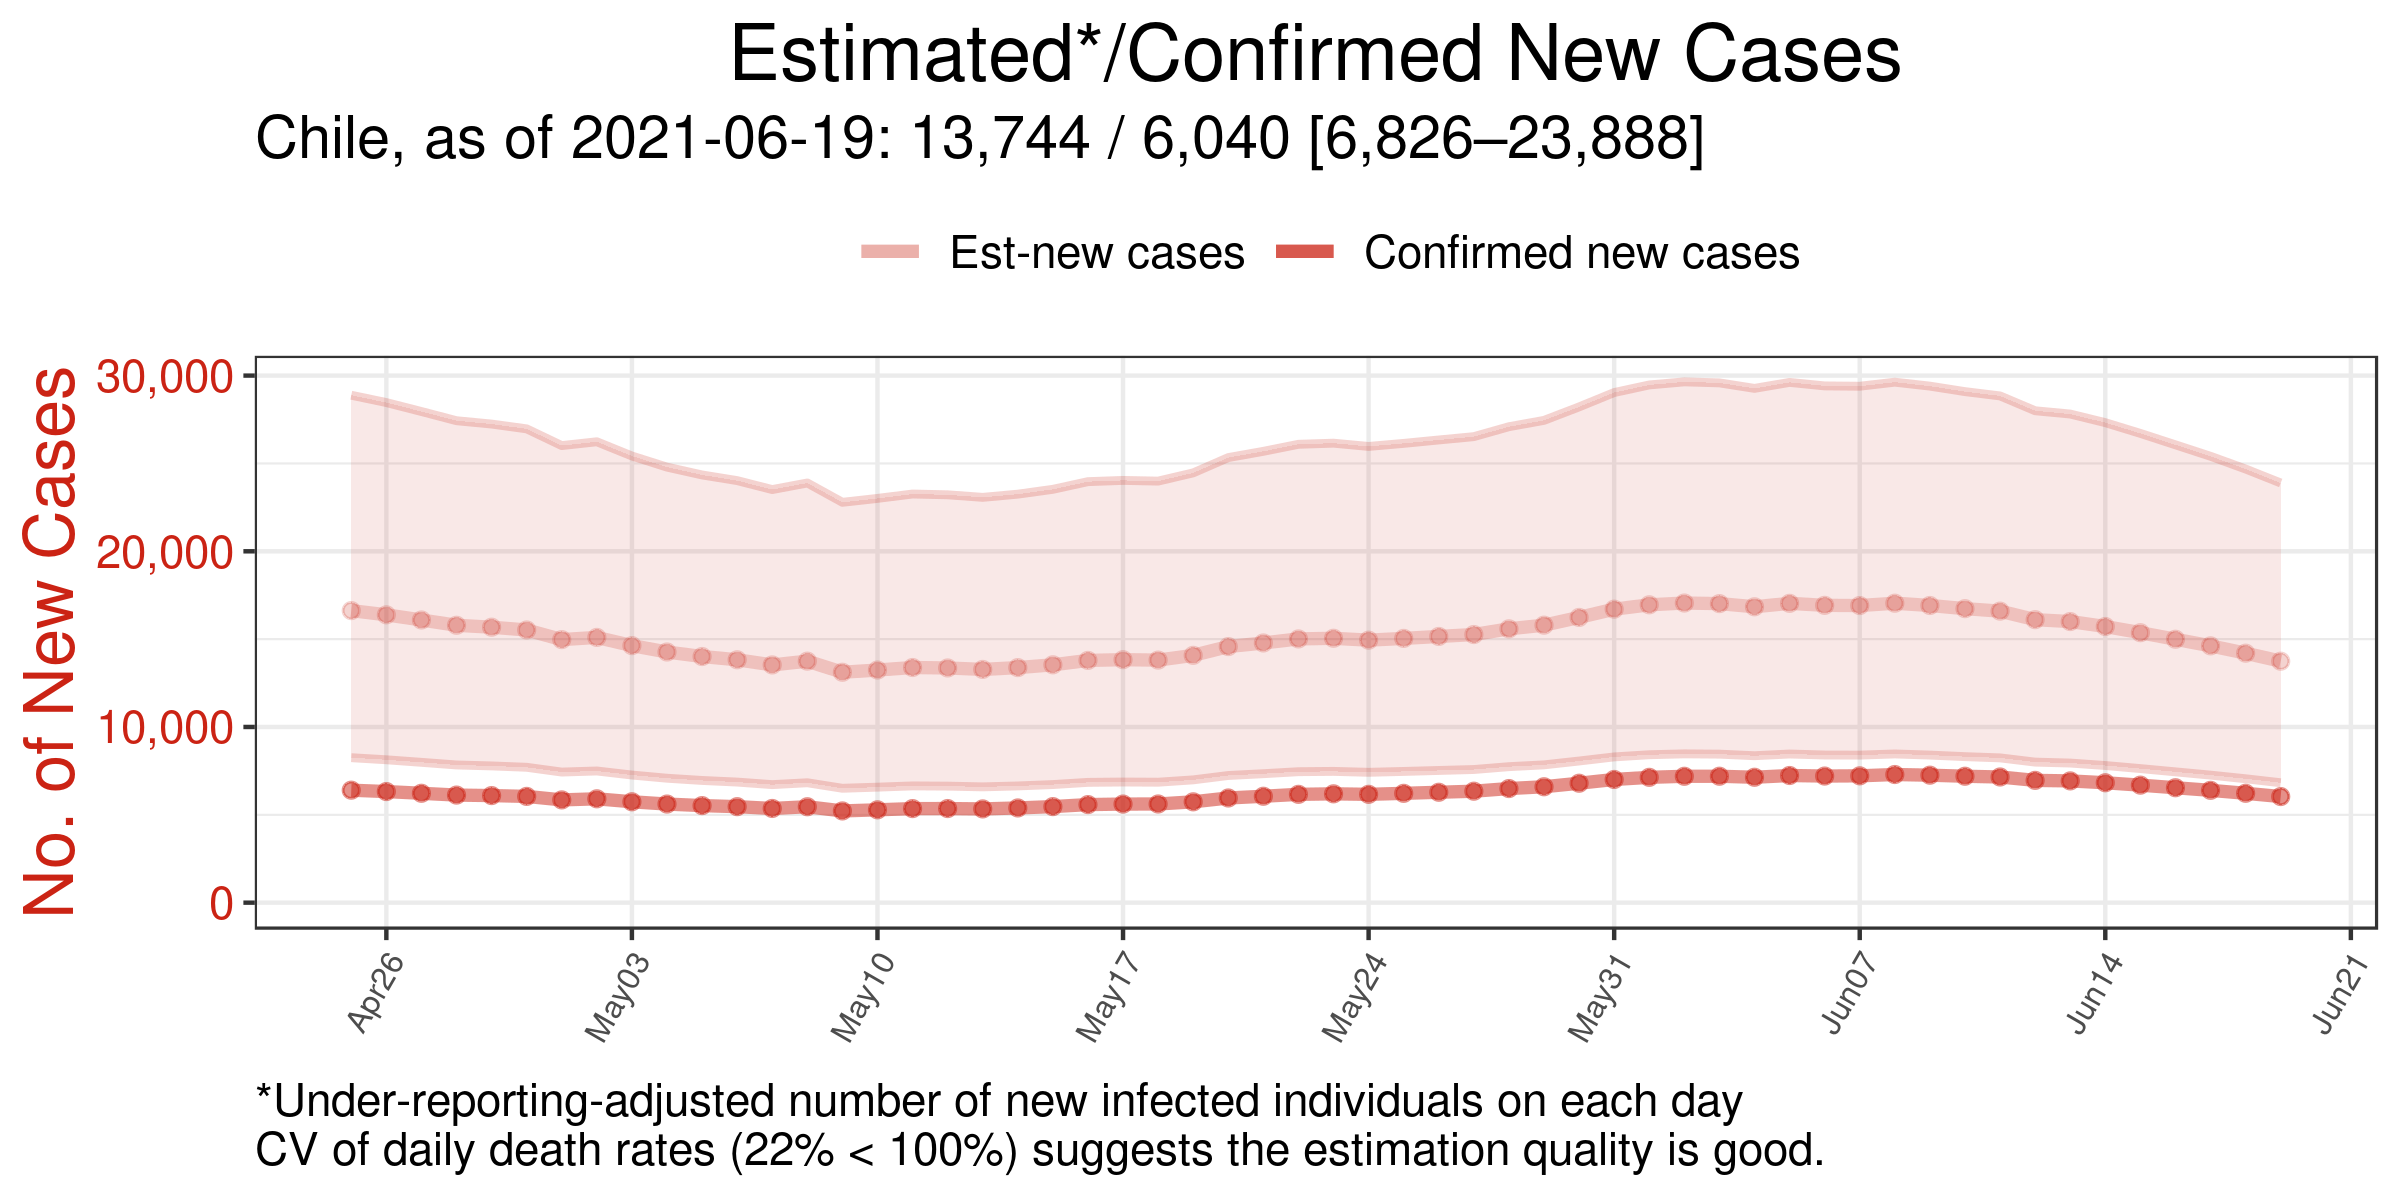 Estimated*/Confirmed New Cases
Chile, as of 2021-06-19: 13,744 / 6,040 [6,826–23,888]
Est-new cases
Confirmed new cases
No. of New Cases
30,000
20,000
10,000
0
Apr26
May03
May10
May17
May24
May31
Jun07
Jun14
Jun21
*Under-reporting-adjusted number of new infected individuals on each day
CV of daily death rates (22% < 100%) suggests the estimation quality is good.